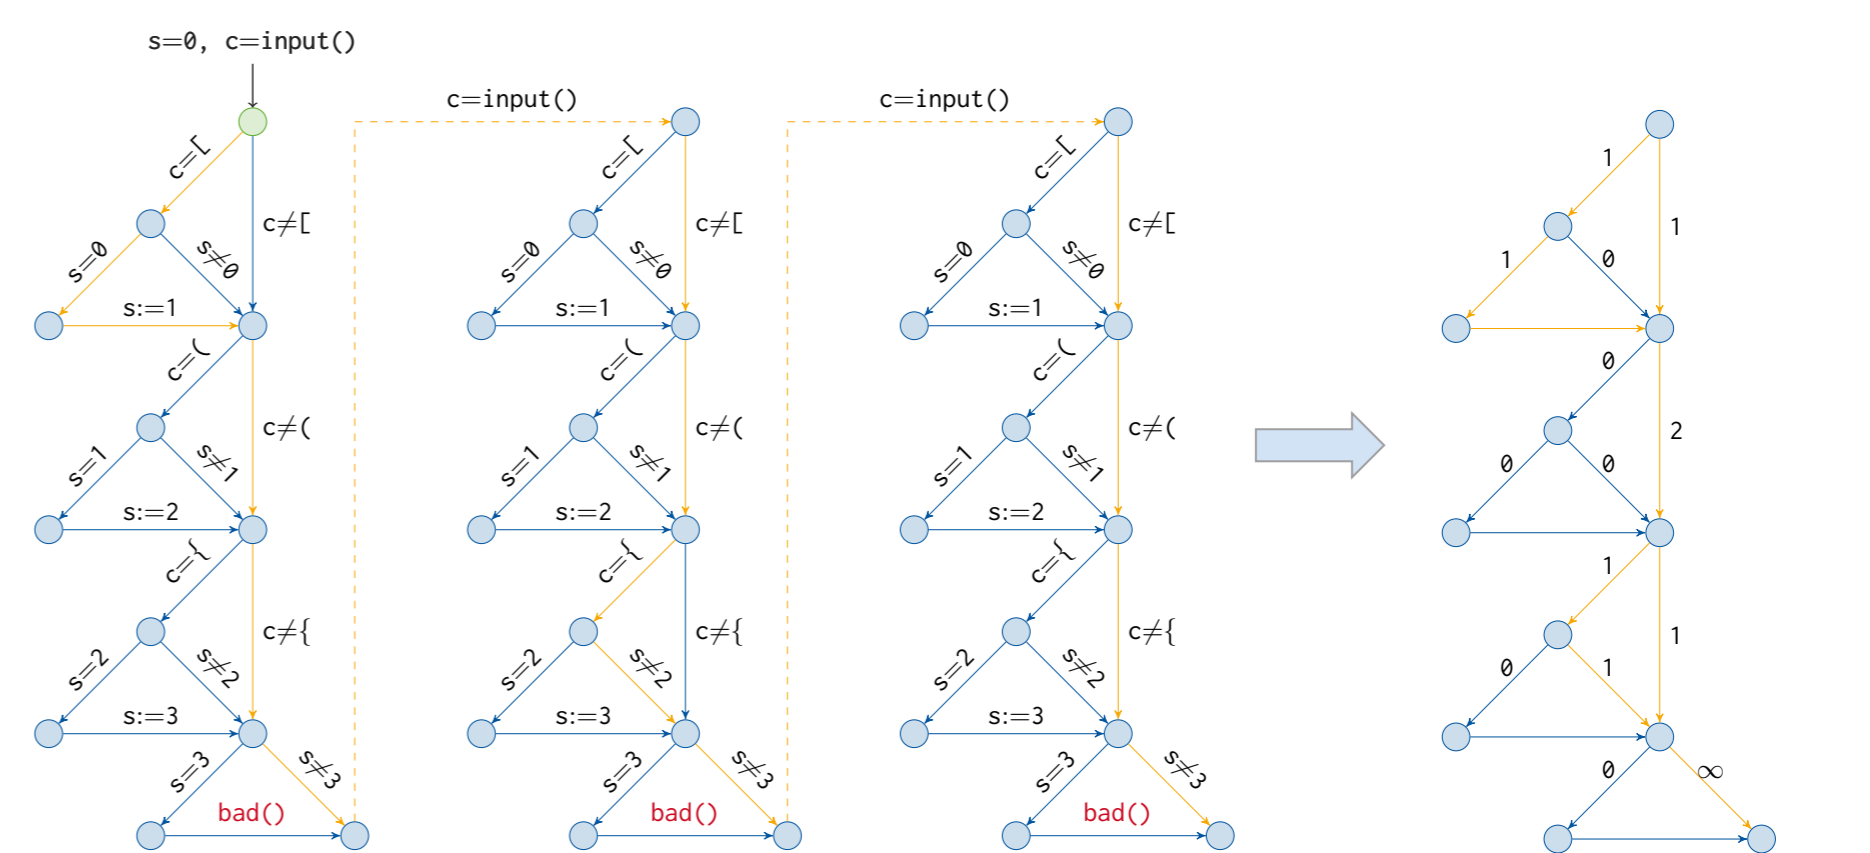 s=0, c=input()
c=input()
c=input()
c=[
c≠[
s=0
s≠0
s:=1
c=(
c≠(
s=1
s≠1
s:=2
c={
c≠{
s=2
s≠2
s:=3
s=3
s≠3
bad()
c=[
c≠[
s=0
s≠0
s:=1
c=(
c≠(
s=1
s≠1
s:=2
c={
c≠{
s=2
s≠2
s:=3
s=3
s≠3
bad()
c=[
c≠[
s=0
s≠0
s:=1
c=(
c≠(
s=1
s≠1
s:=2
c={
c≠{
s=2
s≠2
s:=3
s=3
s≠3
bad()
1
1
1
0
0
2
0
0
1
1
0
1
0
∞